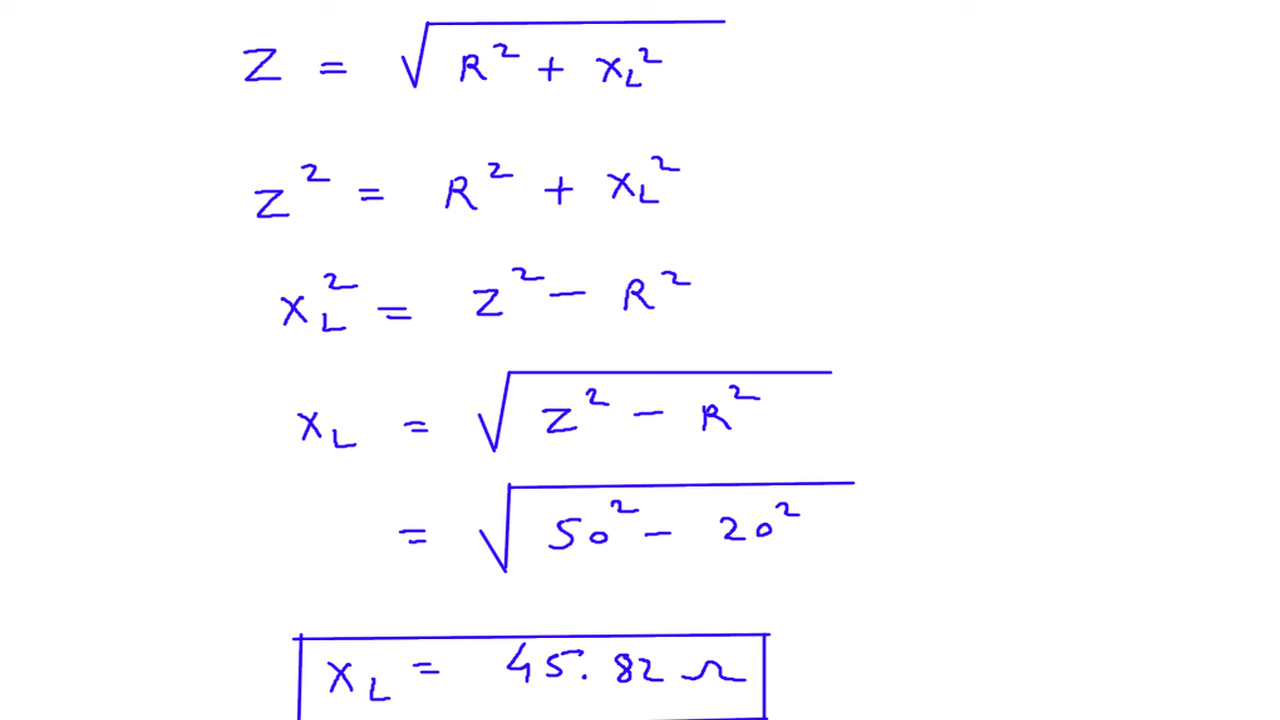 Z = √(R² + X_L²)
Z² = R² + X_L²
X_L² = Z² − R²
X_L = √(Z² − R²)
= √(50² − 20²)
X_L = 45.82 Ω